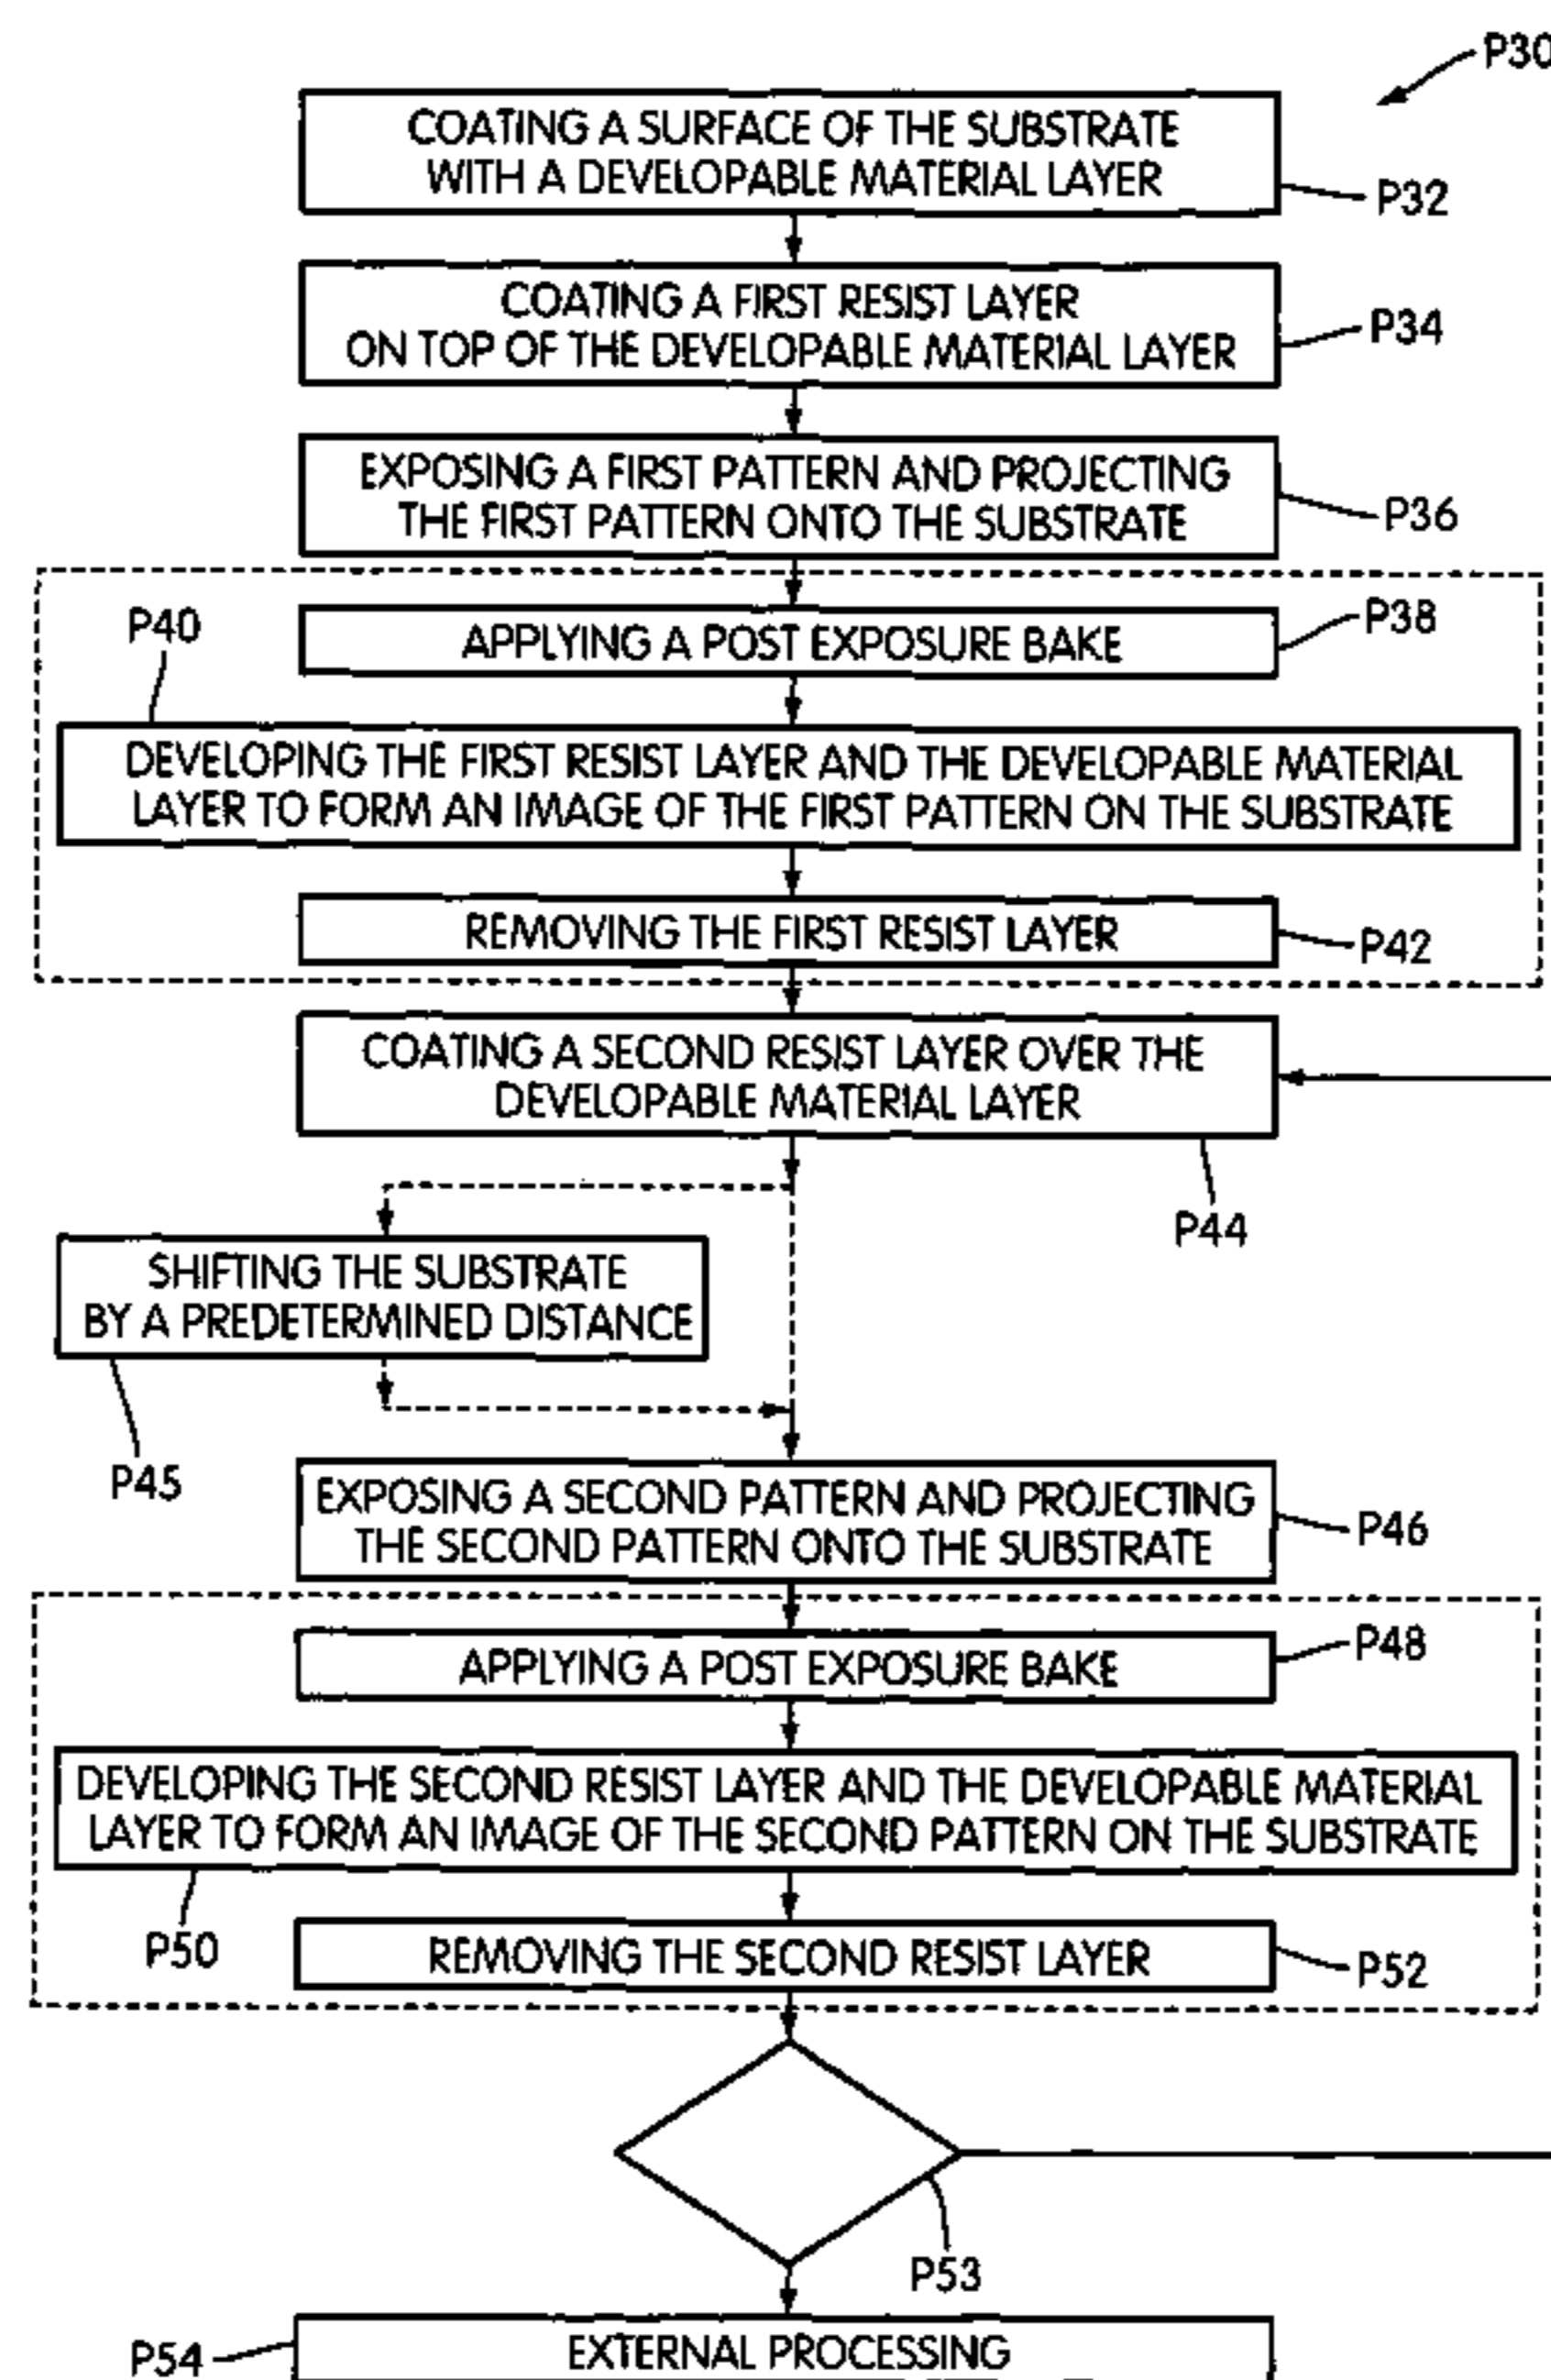 P30
COATING A SURFACE OF THE SUBSTRATE
WITH A DEVELOPABLE MATERIAL LAYER
P32
COATING A FIRST RESIST LAYER
ON TOP OF THE DEVELOPABLE MATERIAL LAYER
P34
EXPOSING A FIRST PATTERN AND PROJECTING
THE FIRST PATTERN ONTO THE SUBSTRATE
P36
APPLYING A POST EXPOSURE BAKE
P38
P40
DEVELOPING THE FIRST RESIST LAYER AND THE DEVELOPABLE MATERIAL
LAYER TO FORM AN IMAGE OF THE FIRST PATTERN ON THE SUBSTRATE
REMOVING THE FIRST RESIST LAYER
P42
COATING A SECOND RESIST LAYER OVER THE
DEVELOPABLE MATERIAL LAYER
P44
SHIFTING THE SUBSTRATE
BY A PREDETERMINED DISTANCE
P45
EXPOSING A SECOND PATTERN AND PROJECTING
THE SECOND PATTERN ONTO THE SUBSTRATE
P46
APPLYING A POST EXPOSURE BAKE
P48
DEVELOPING THE SECOND RESIST LAYER AND THE DEVELOPABLE MATERIAL
LAYER TO FORM AN IMAGE OF THE SECOND PATTERN ON THE SUBSTRATE
P50
REMOVING THE SECOND RESIST LAYER
P52
P53
P54
EXTERNAL PROCESSING